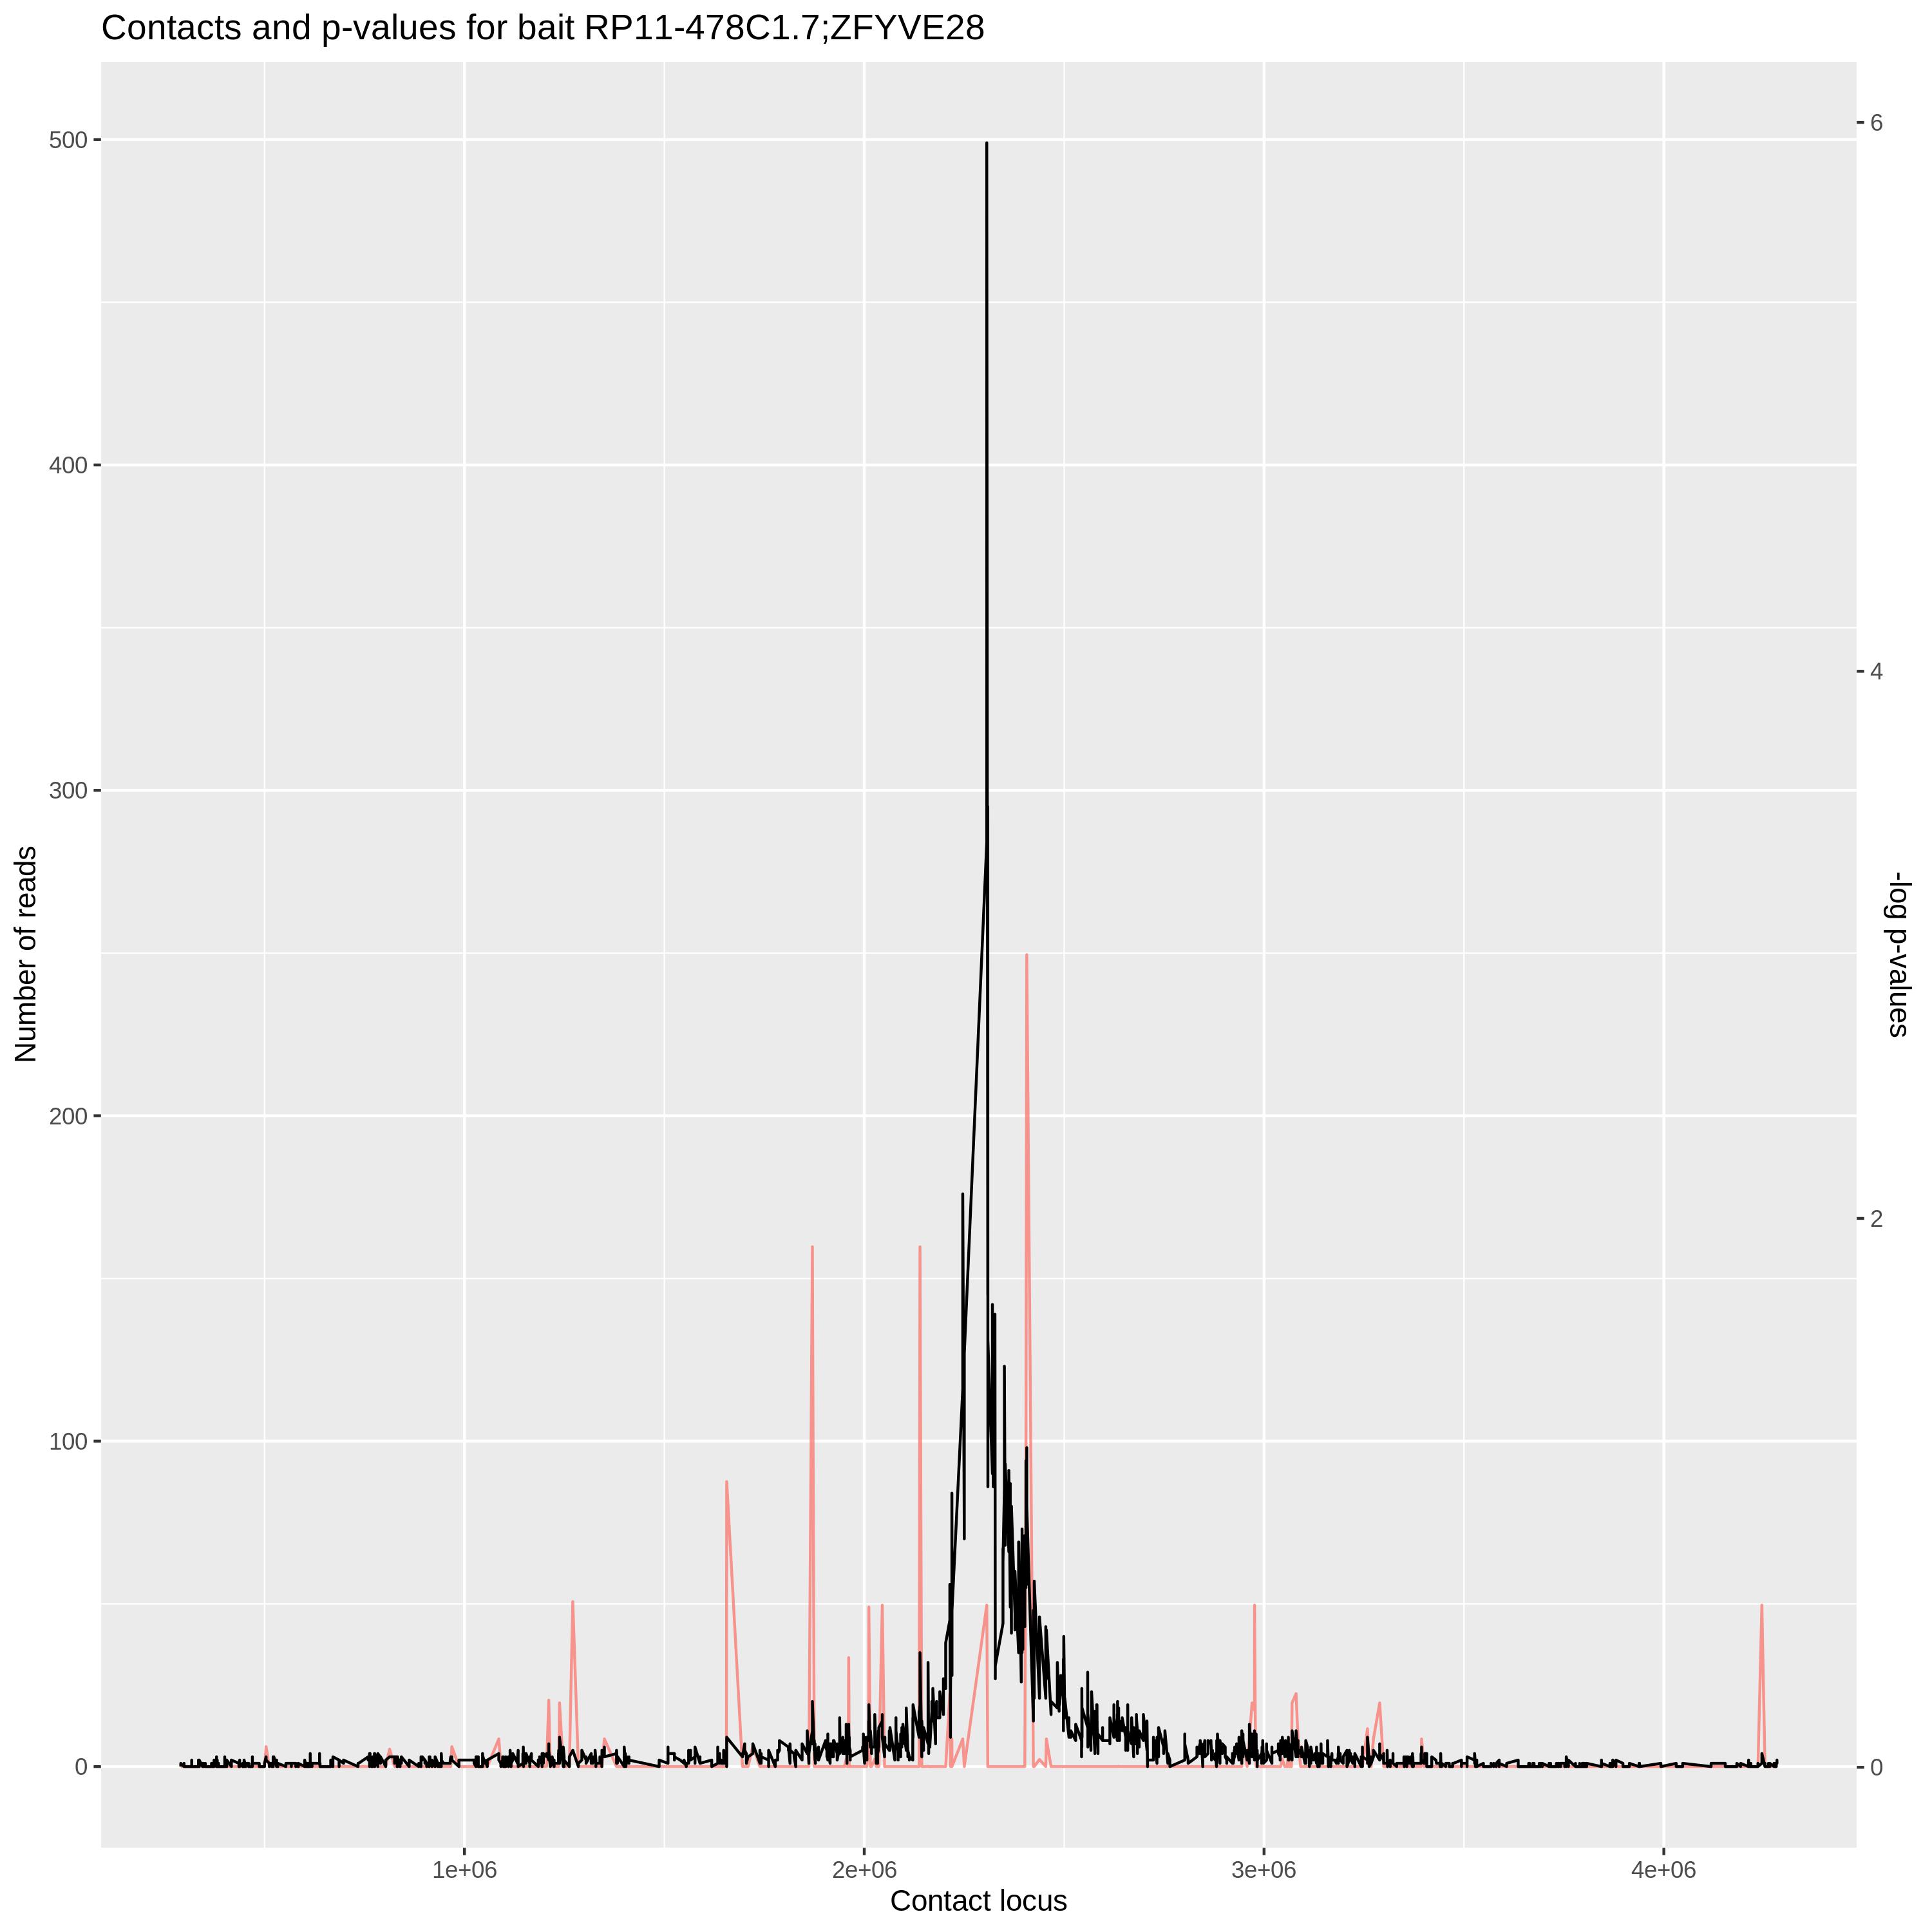 Contacts and p-values for bait RP11-478C1.7;ZFYVE28
500
400
300
200
100
0
6
4
2
0
Number of reads
-log p-values
1e+06
2e+06
3e+06
4e+06
Contact locus